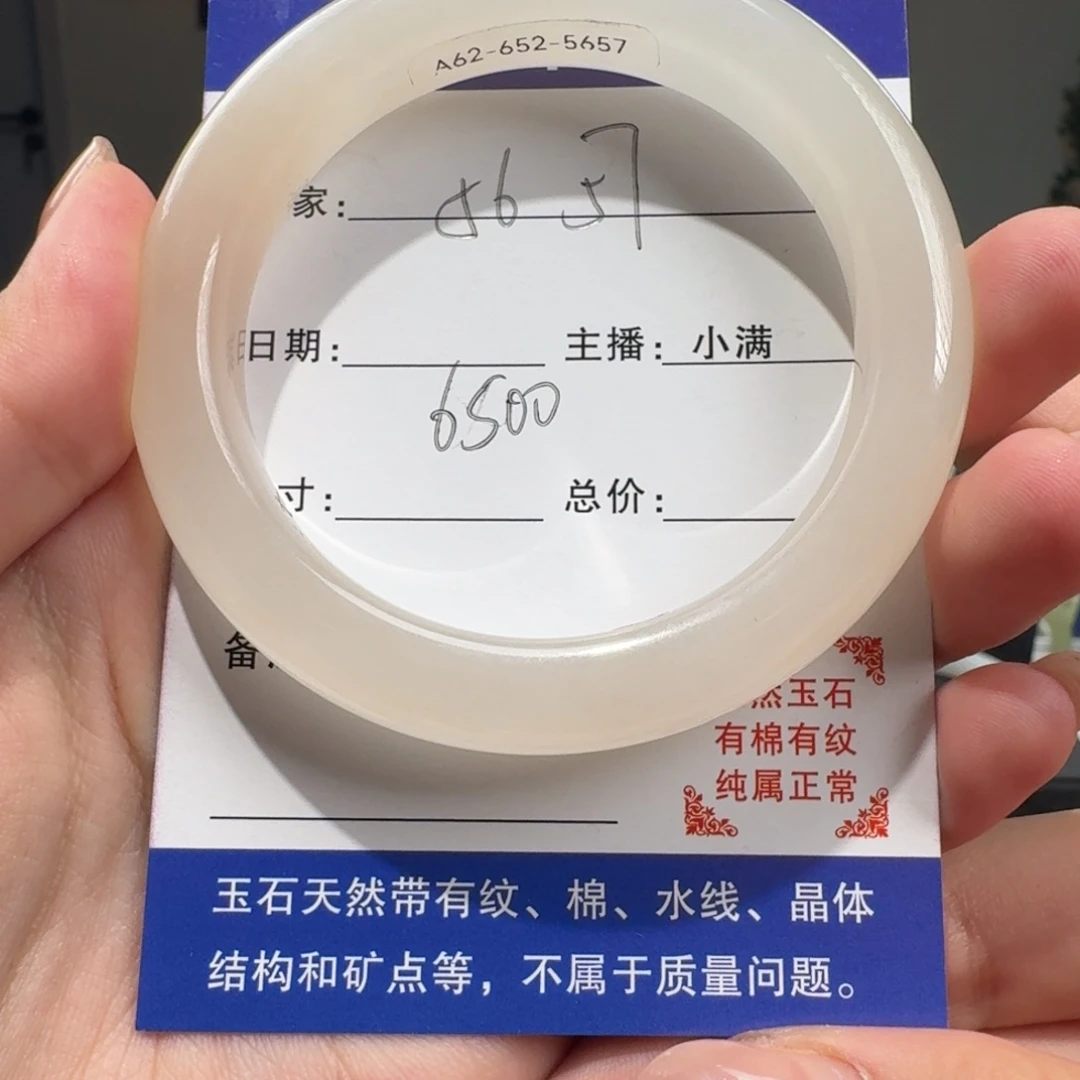 A62-652-5657
家: 5657
日期: 主播: 小满
6500
寸: 总价:
备:
然玉石
有棉有纹
纯属正常
玉石天然带有纹、棉、水线、晶体
结构和矿点等，不属于质量问题。